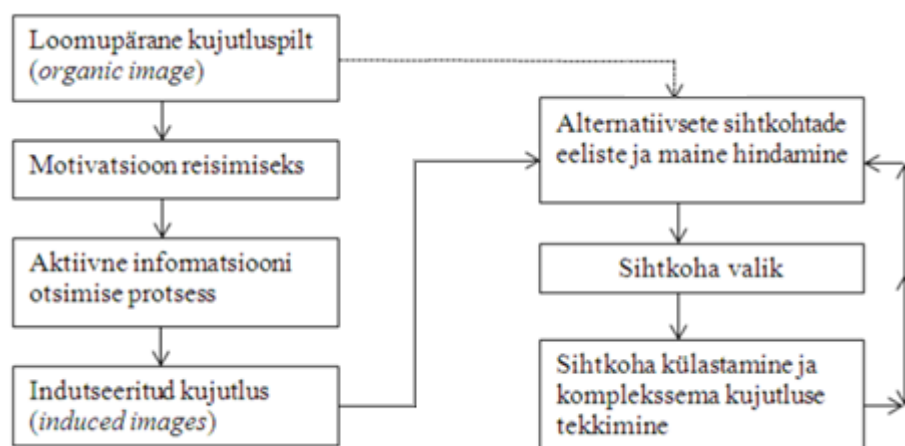 Loomupärane kujutluspilt
(organic image)
Motivatsioon reisimiseks
Aktiivne informatsiooni
otsimise protsess
Indutseeritud kujutlus
(induced images)
Alternatiivsete sihtkohtade
eeliste ja maine hindamine
Sihtkoha valik
Sihtkoha külastamine ja
komplekssema kujutluse
tekkimine